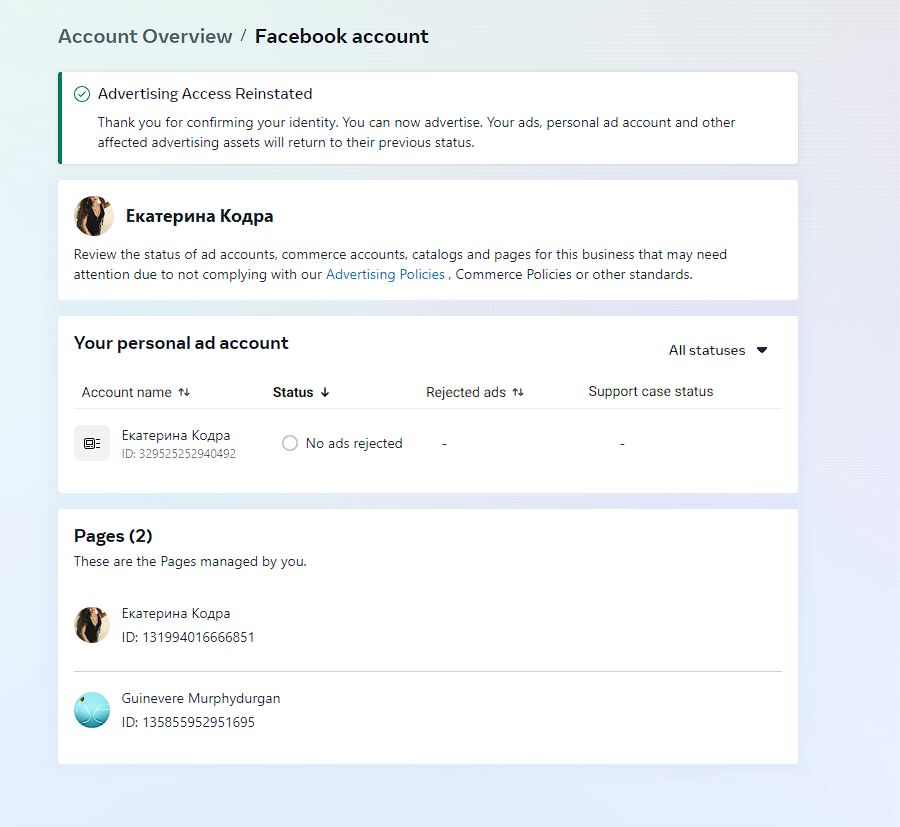 Account Overview / Facebook account
Advertising Access Reinstated
Thank you for confirming your identity. You can now advertise. Your ads, personal ad account and other
affected advertising assets will return to their previous status.
Екатерина Кодра
Review the status of ad accounts, commerce accounts, catalogs and pages for this business that may need
attention due to not complying with our Advertising Policies , Commerce Policies or other standards.
Your personal ad account
All statuses
Account name Status Rejected ads Support case status
Екатерина Кодра
ID: 329525252940492
No ads rejected - -
Pages (2)
These are the Pages managed by you.
Екатерина Кодра
ID: 131994016666851
Guinevere Murphydurgan
ID: 135855952951695